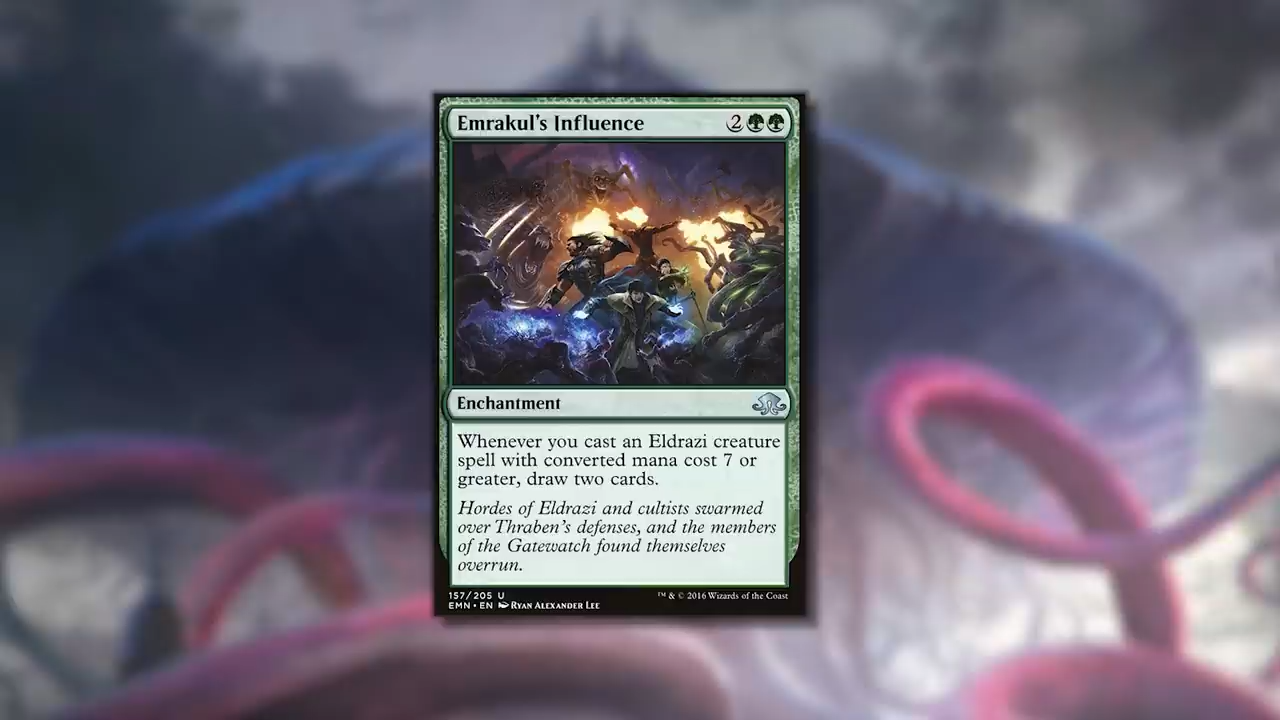 Emrakul's Influence 2
Enchantment
Whenever you cast an Eldrazi creature
spell with converted mana cost 7 or
greater, draw two cards.
Hordes of Eldrazi and cultists swarmed
over Thraben's defenses, and the members
of the Gatewatch found themselves
overrun.
157/205 U
EMN • EN Ryan Alexander Lee
™ & © 2016 Wizards of the Coast